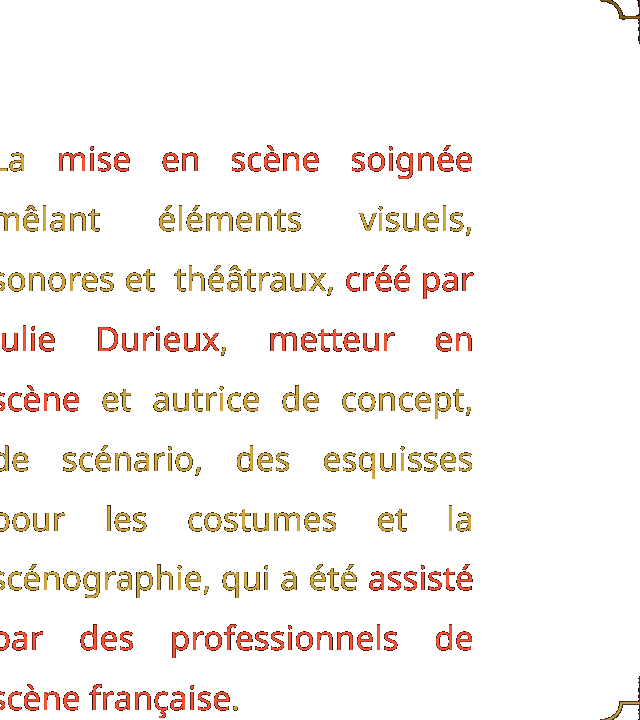 La mise en scène soignée
mêlant éléments visuels,
sonores et théâtraux, créé par
Julie Durieux, metteur en
scène et autrice de concept,
de scénario, des esquisses
pour les costumes et la
scénographie, qui a été assisté
par des professionnels de
scène française.